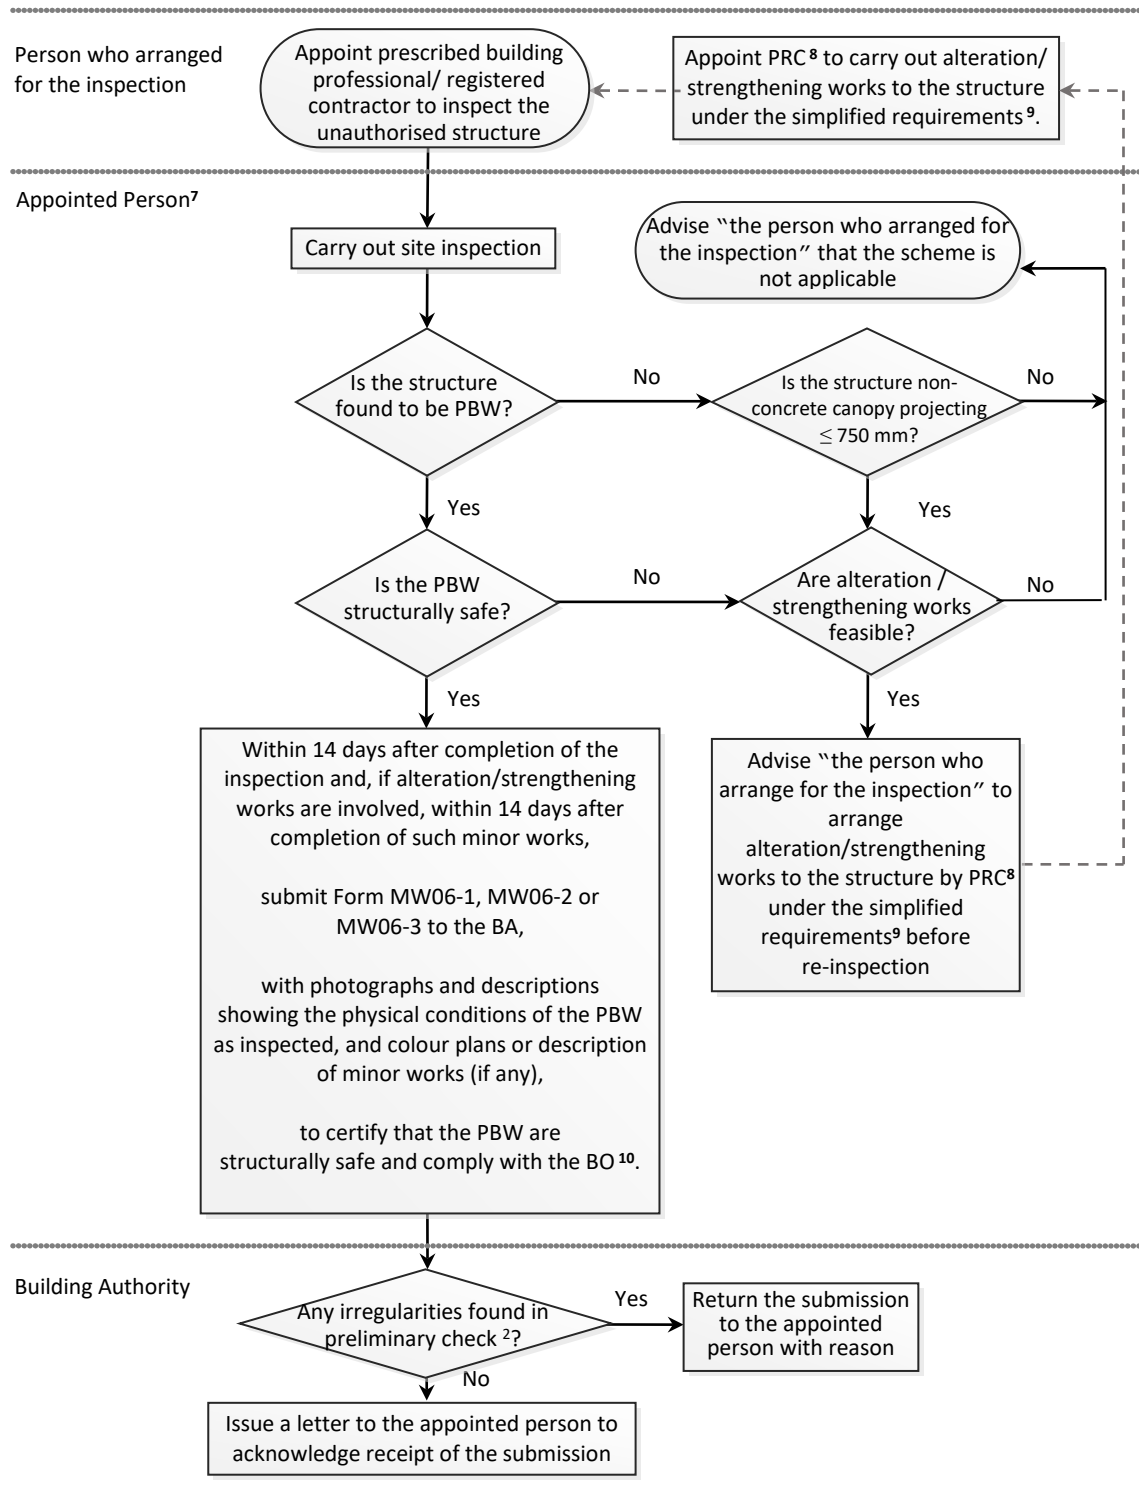 Person who arranged
for the inspection
Appoint prescribed building
professional/ registered
contractor to inspect the
unauthorised structure
Appoint PRC 8 to carry out alteration/
strengthening works to the structure
under the simplified requirements 9.
Appointed Person7
Carry out site inspection
Advise “the person who arranged for
the inspection” that the scheme is
not applicable
Is the structure
found to be PBW?
No
Is the structure non-
concrete canopy projecting
≤ 750 mm?
No
Yes
Yes
Is the PBW
structurally safe?
No
Are alteration /
strengthening works
feasible?
No
Yes
Yes
Within 14 days after completion of the
inspection and, if alteration/strengthening
works are involved, within 14 days after
completion of such minor works,
submit Form MW06-1, MW06-2 or
MW06-3 to the BA,
with photographs and descriptions
showing the physical conditions of the PBW
as inspected, and colour plans or description
of minor works (if any),
to certify that the PBW are
structurally safe and comply with the BO 10.
Advise “the person who
arrange for the inspection” to
arrange
alteration/strengthening
works to the structure by PRC8
under the simplified
requirements9 before
re-inspection
Building Authority
Any irregularities found in
preliminary check 2?
Yes
Return the submission
to the appointed
person with reason
No
Issue a letter to the appointed person to
acknowledge receipt of the submission